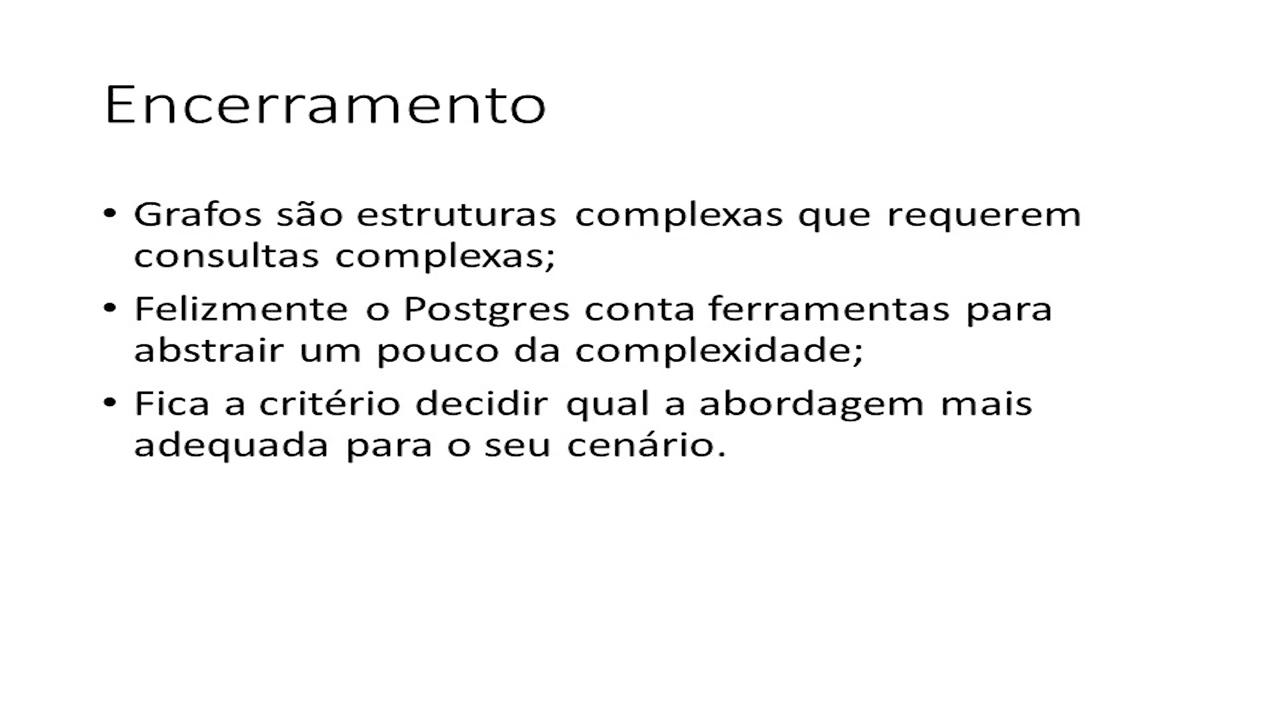 Encerramento
• Grafos são estruturas complexas que requerem
consultas complexas;
• Felizmente o Postgres conta ferramentas para
abstrair um pouco da complexidade;
• Fica a critério decidir qual a abordagem mais
adequada para o seu cenário.